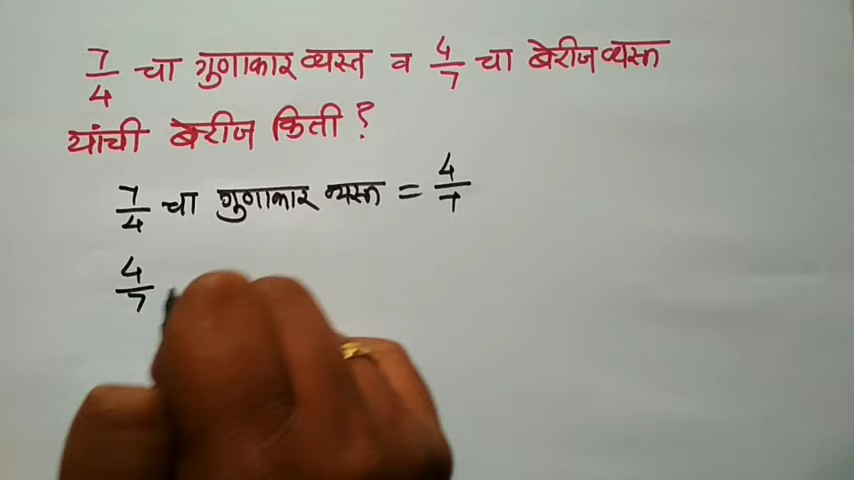 7/4 चा गुणाकार व्यस्त व 4/7 चा बेरीज व्यस्त
यांची बेरीज किती ?
7/4 चा गुणाकार व्यस्त = 4/7
4/7